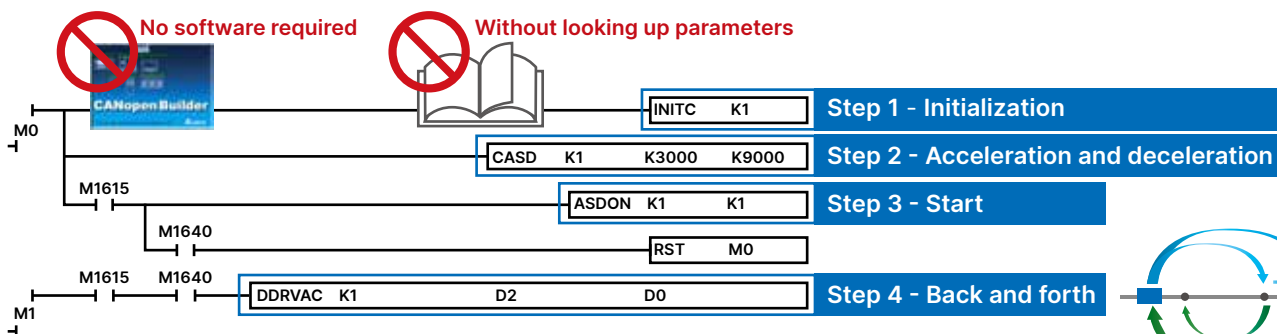 No software required
Without looking up parameters
CANopen Builder
M0
INITC K1
Step 1 - Initialization
CASD K1 K3000 K9000
Step 2 - Acceleration and deceleration
M1615
ASDON K1 K1
Step 3 - Start
M1640
RST M0
M1615 M1640
DDRVAC K1 D2 D0
Step 4 - Back and forth
M1